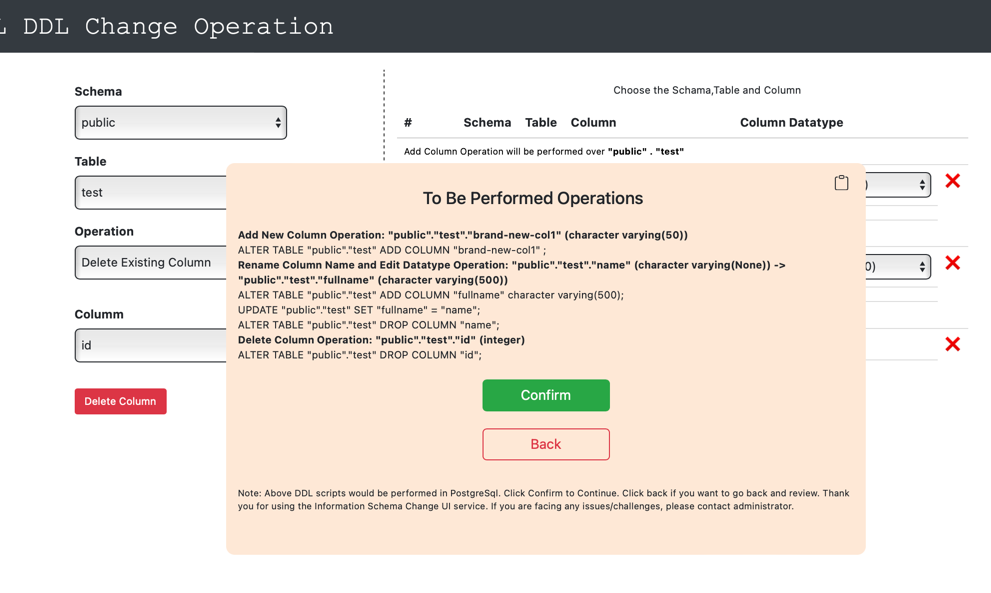 DDL Change Operation
Schema
public
Table
test
Operation
Delete Existing Column
Columm
id
Delete Column
Choose the Schama,Table and Column
# Schema Table Column Column Datatype
Add Column Operation will be performed over "public" . "test"
)
0)
To Be Performed Operations
Add New Column Operation: "public"."test"."brand-new-col1" (character varying(50))
ALTER TABLE "public"."test" ADD COLUMN "brand-new-col1" ;
Rename Column Name and Edit Datatype Operation: "public"."test"."name" (character varying(None)) ->
"public"."test"."fullname" (character varying(500))
ALTER TABLE "public"."test" ADD COLUMN "fullname" character varying(500);
UPDATE "public"."test" SET "fullname" = "name";
ALTER TABLE "public"."test" DROP COLUMN "name";
Delete Column Operation: "public"."test"."id" (integer)
ALTER TABLE "public"."test" DROP COLUMN "id";
Confirm
Back
Note: Above DDL scripts would be performed in PostgreSql. Click Confirm to Continue. Click back if you want to go back and review. Thank
you for using the Information Schema Change UI service. If you are facing any issues/challenges, please contact administrator.